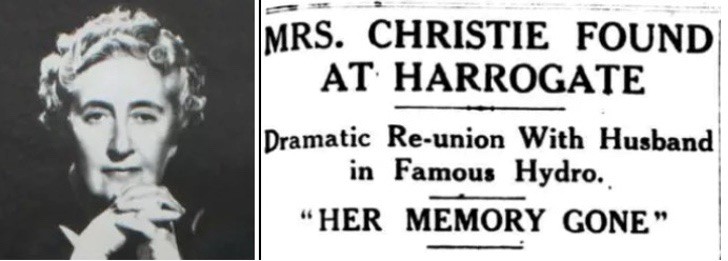 MRS. CHRISTIE FOUND
AT HARROGATE
Dramatic Re-union With Husband
in Famous Hydro.
"HER MEMORY GONE"